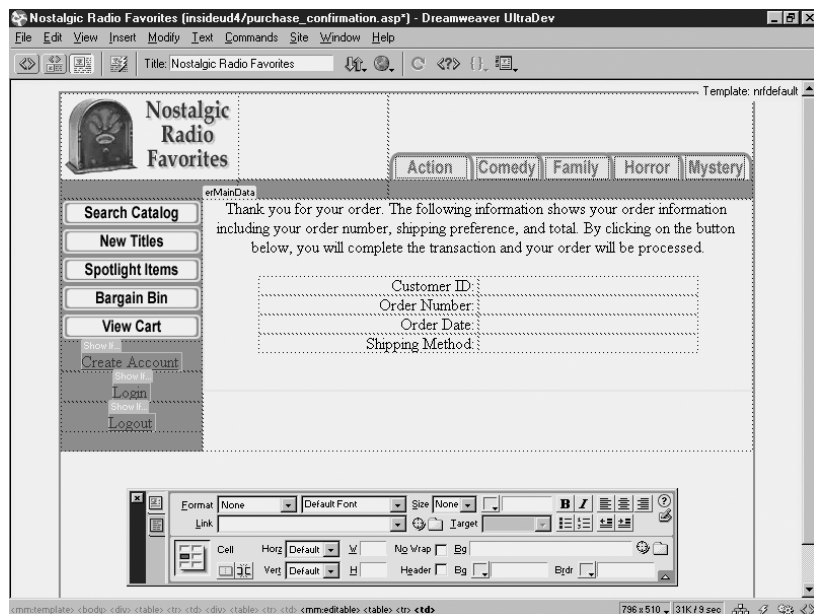 Nostalgic Radio Favorites (insideud4/purchase_confirmation.asp*) - Dreamweaver UltraDev
File Edit View Insert Modify Text Commands Site Window Help
Title: Nostalgic Radio Favorites
Template: nrfdefault
Nostalgic
Radio
Favorites
Action Comedy Family Horror Mystery
erMainData
Search Catalog
New Titles
Spotlight Items
Bargain Bin
View Cart
Show If...
Create Account
Show If...
Login
Show If...
Logout
Thank you for your order. The following information shows your order information
including your order number, shipping preference, and total. By clicking on the button
below, you will complete the transaction and your order will be processed.
Customer ID:
Order Number:
Order Date:
Shipping Method:
Format None Default Font Size None B I
Link Target
Cell Horz Default W No Wrap Bg
Vert Default H Header Bg Brdr
<mm:template> <body> <div> <table> <tr> <td> <div> <table> <tr> <td> <mm:editable> <table> <tr> <td>
796 x 510 31K / 9 sec